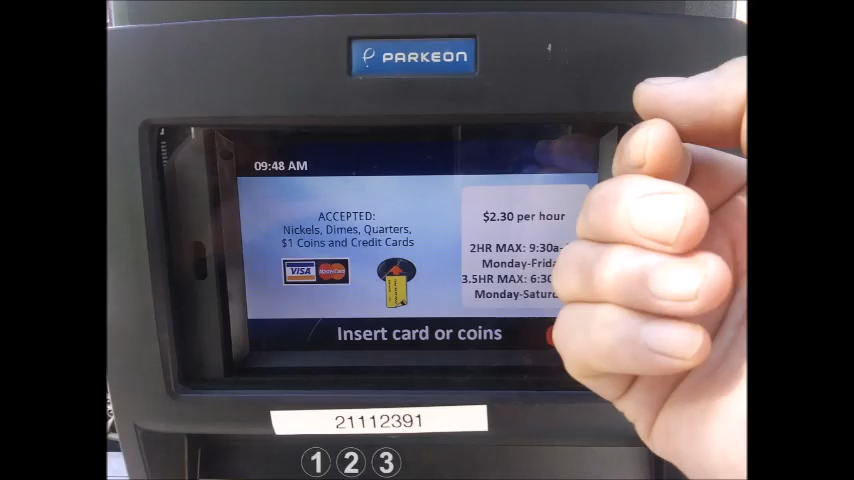 PARKEON
09:48 AM
ACCEPTED:
Nickels, Dimes, Quarters,
$1 Coins and Credit Cards
VISA MasterCard
$2.30 per hour
2HR MAX: 9:30a-
Monday-Frida
3.5HR MAX: 6:30
Monday-Saturd
Insert card or coins
21112391
1 2 3